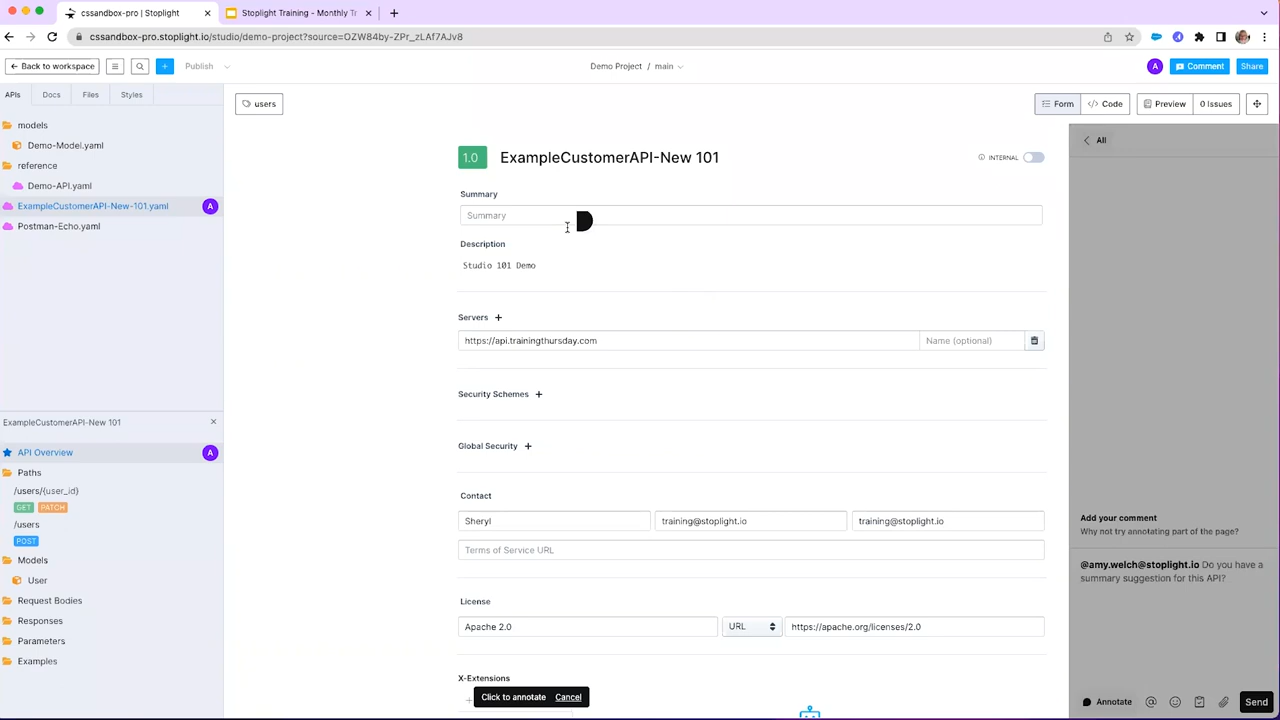 cssandbox-pro | Stoplight
Stoplight Training - Monthly Tr
cssandbox-pro.stoplight.io/studio/demo-project?source=OZW84by-ZPr_zLAf7AJv8
Back to workspace
Publish
Demo Project / main
A
Comment
Share
APIs
Docs
Files
Styles
users
Form
Code
Preview
0 Issues
models
Demo-Model.yaml
reference
Demo-API.yaml
ExampleCustomerAPI-New-101.yaml
A
Postman-Echo.yaml
1.0
ExampleCustomerAPI-New 101
INTERNAL
All
Summary
Summary
Description
Studio 101 Demo
Servers
https://api.trainingthursday.com
Name (optional)
Security Schemes
Global Security
Contact
Sheryl
training@stoplight.io
training@stoplight.io
Terms of Service URL
License
Apache 2.0
URL
https://apache.org/licenses/2.0
X-Extensions
Click to annotate
Cancel
ExampleCustomerAPI-New 101
API Overview
A
Paths
/users/{user_id}
GET
PATCH
/users
POST
Models
User
Request Bodies
Responses
Parameters
Examples
Add your comment
Why not try annotating part of the page?
@amy.welch@stoplight.io Do you have a
summary suggestion for this API?
Annotate
Send